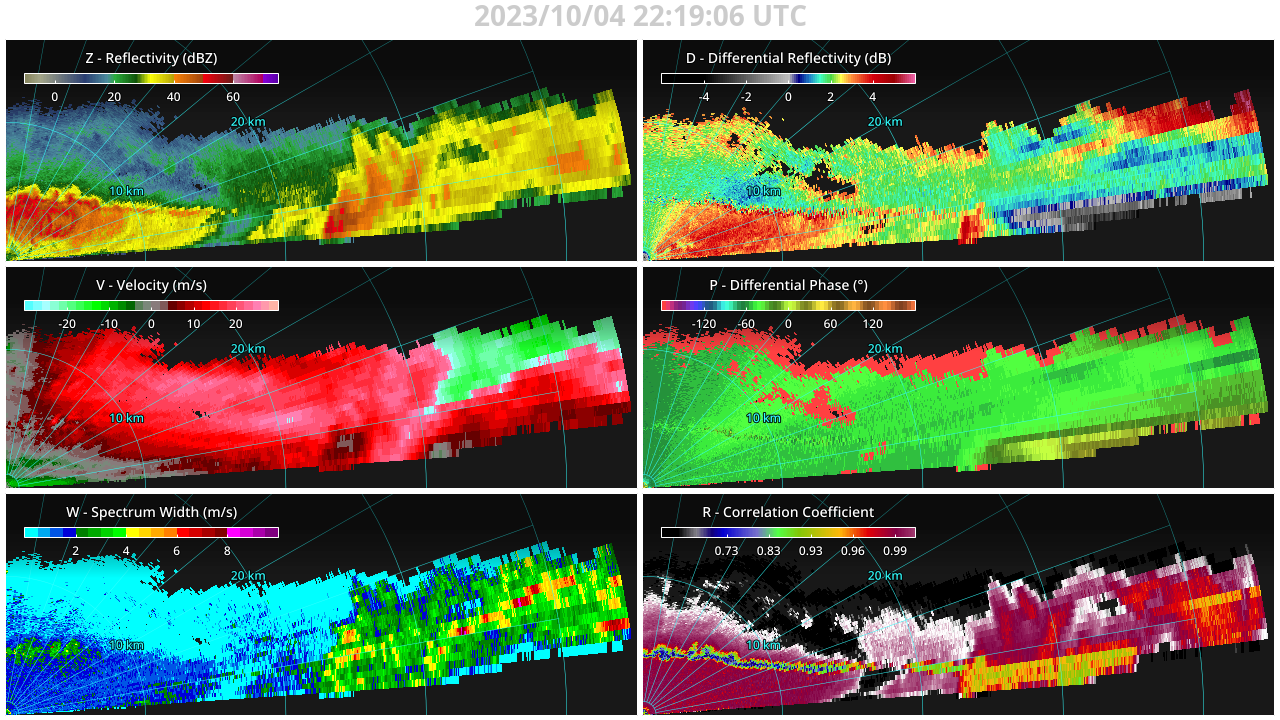 2023/10/04 22:19:06 UTC
Z - Reflectivity (dBZ)
0 20 40 60
20 km
10 km
D - Differential Reflectivity (dB)
-4 -2 0 2 4
20 km
10 km
V - Velocity (m/s)
-20 -10 0 10 20
20 km
10 km
P - Differential Phase (°)
-120 -60 0 60 120
20 km
10 km
W - Spectrum Width (m/s)
2 4 6 8
20 km
10 km
R - Correlation Coefficient
0.73 0.83 0.93 0.96 0.99
20 km
10 km